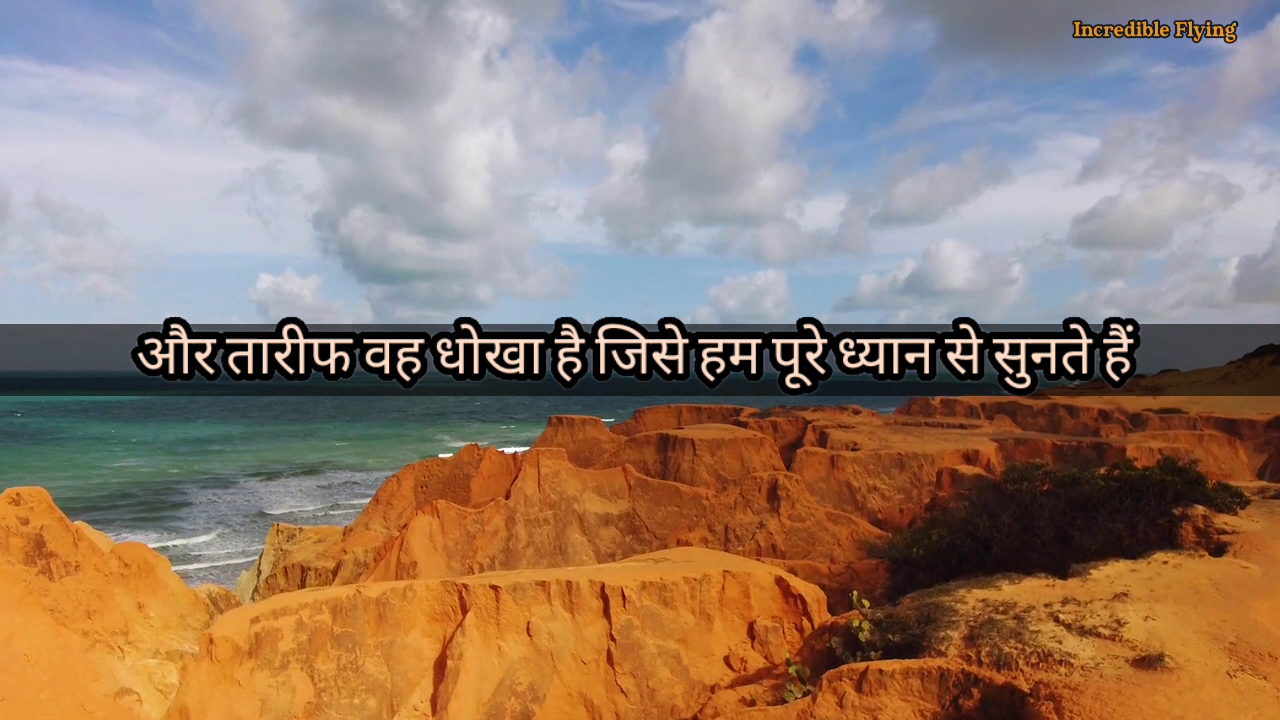 Incredible Flying
और तारीफ वह धोखा है जिसे हम पूरे ध्यान से सुनते हैं